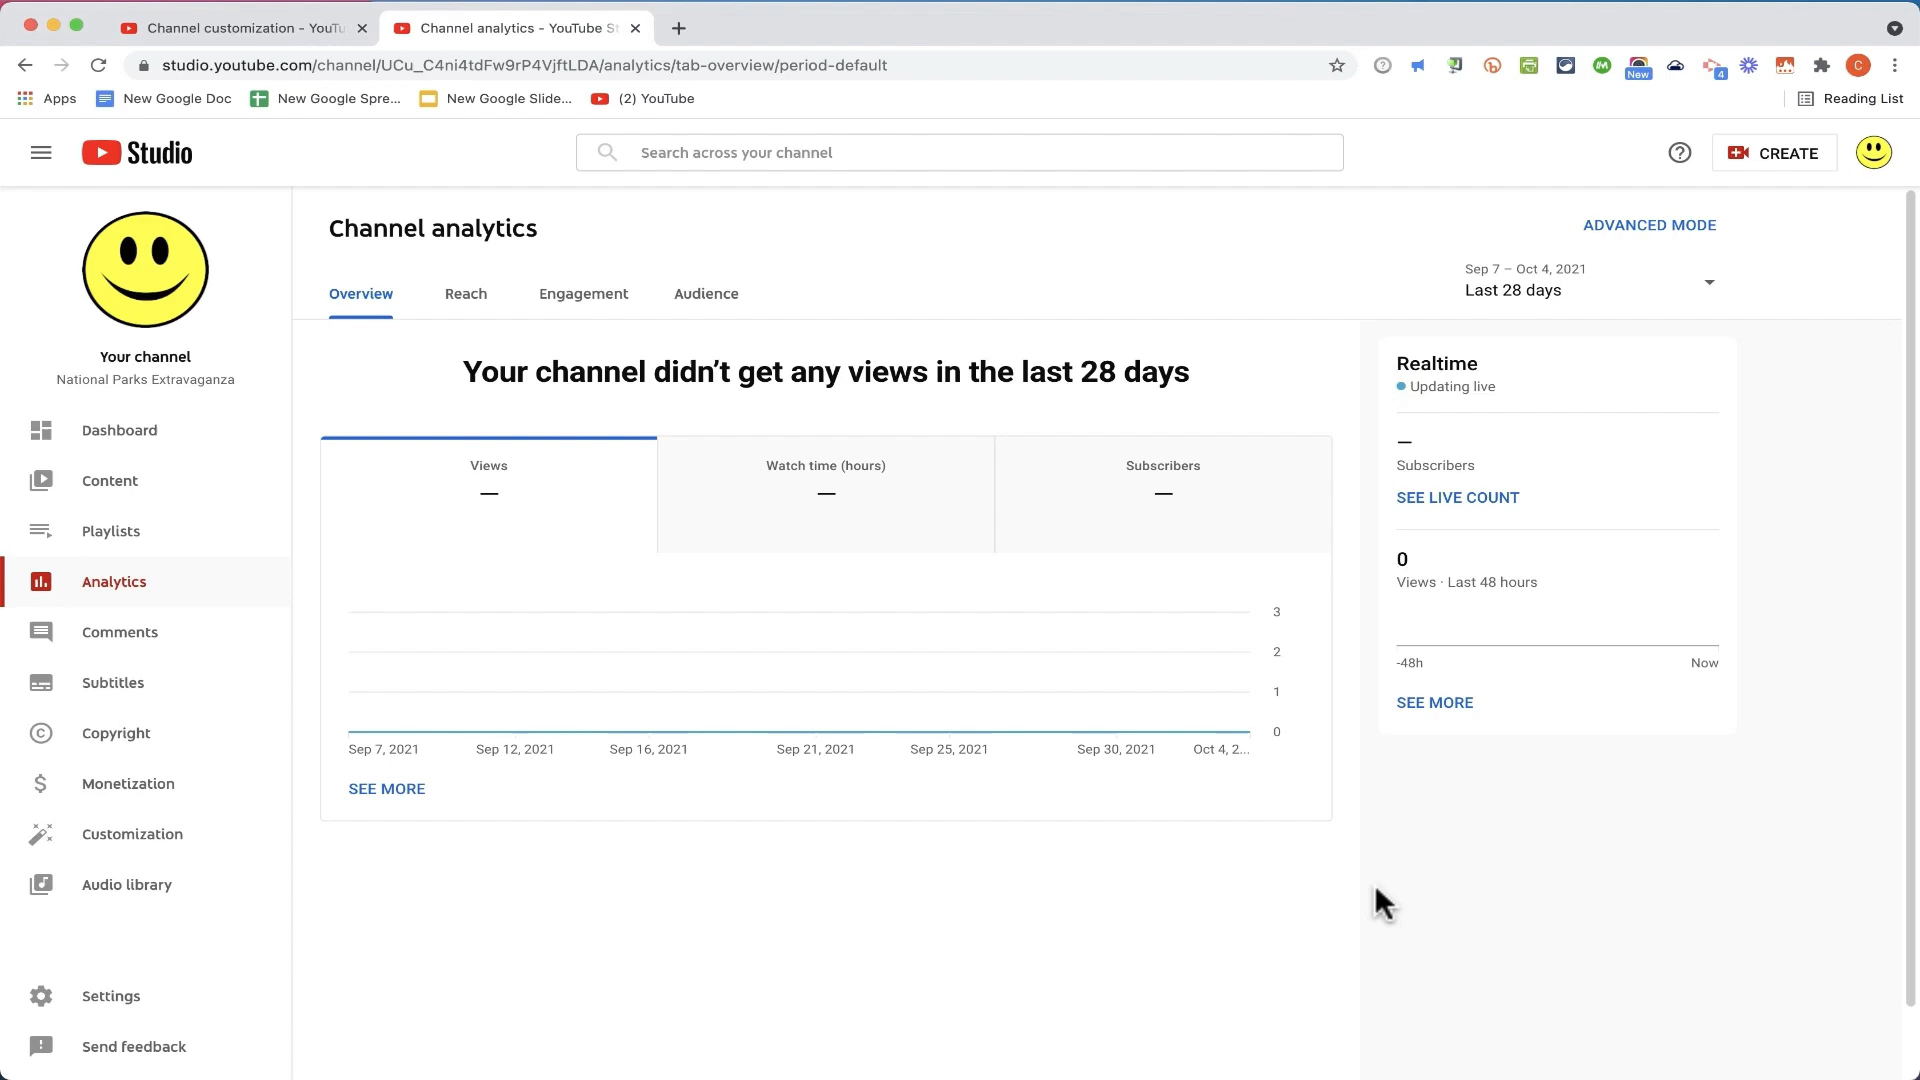 Channel customization - YouTu
Channel analytics - YouTube St
studio.youtube.com/channel/UCu_C4ni4tdFw9rP4VjftLDA/analytics/tab-overview/period-default
New
4
C
Apps
New Google Doc
New Google Spre...
New Google Slide...
(2) YouTube
Reading List
Studio
Search across your channel
CREATE
Your channel
National Parks Extravaganza
Dashboard
Content
Playlists
Analytics
Comments
Subtitles
Copyright
Monetization
Customization
Audio library
Settings
Send feedback
Channel analytics
ADVANCED MODE
Overview
Reach
Engagement
Audience
Sep 7 – Oct 4, 2021
Last 28 days
Your channel didn't get any views in the last 28 days
Views
—
Watch time (hours)
—
Subscribers
—
3
2
1
0
Sep 7, 2021
Sep 12, 2021
Sep 16, 2021
Sep 21, 2021
Sep 25, 2021
Sep 30, 2021
Oct 4, 2...
SEE MORE
Realtime
Updating live
—
Subscribers
SEE LIVE COUNT
0
Views · Last 48 hours
-48h
Now
SEE MORE